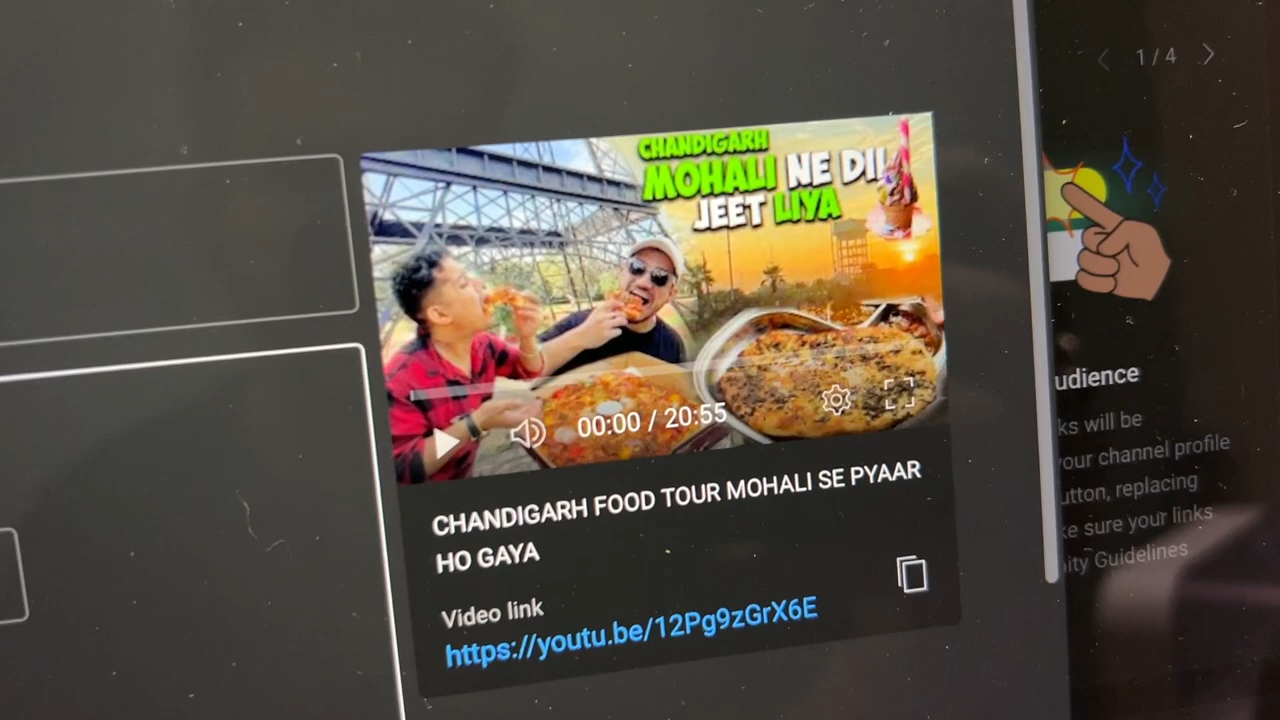 1 / 4
CHANDIGARH
MOHALI NE DIL
JEET LIYA
00:00 / 20:55
CHANDIGARH FOOD TOUR MOHALI SE PYAAR
HO GAYA
Video link
https://youtu.be/12Pg9zGrX6E
udience
ks will be
your channel profile
utton, replacing
ke sure your links
ity Guidelines